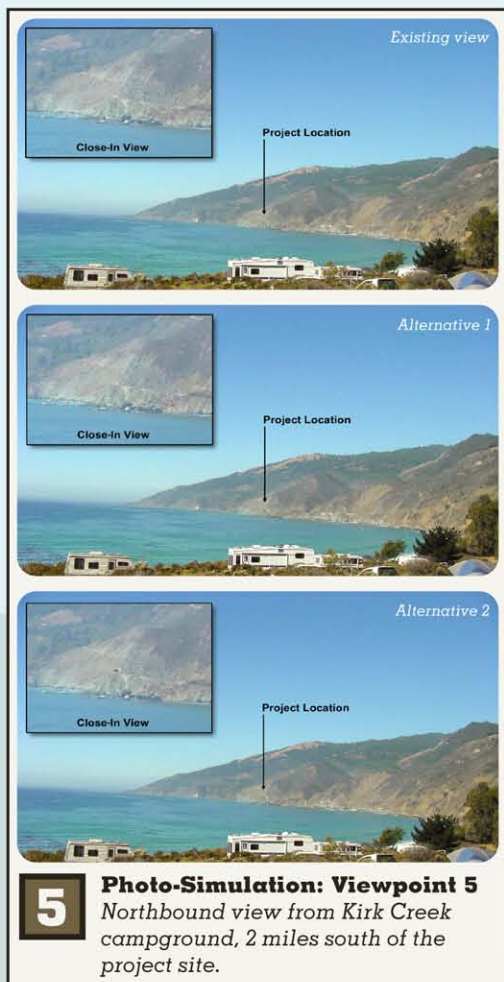 Existing view
Project Location
Close-In View
Alternative 1
Project Location
Close-In View
Alternative 2
Project Location
Close-In View
5
Photo-Simulation: Viewpoint 5
Northbound view from Kirk Creek
campground, 2 miles south of the
project site.